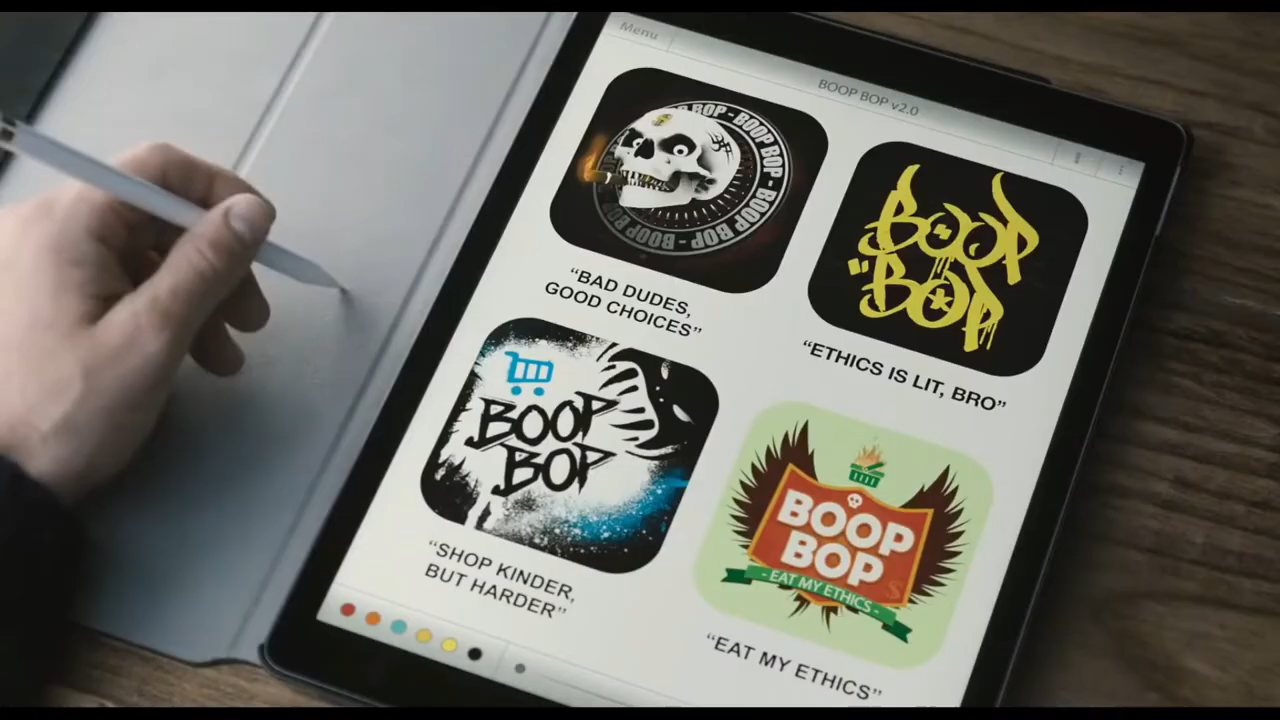 Menu
BOOP BOP v2.0
BOP - BOOP BOP - BOOP BOP - BOOP BOP
"BAD DUDES,
GOOD CHOICES"
BOOP
BOP
"ETHICS IS LIT, BRO"
BOOP
BOP
"SHOP KINDER,
BUT HARDER"
BOOP
BOP
- EAT MY ETHICS -
"EAT MY ETHICS"